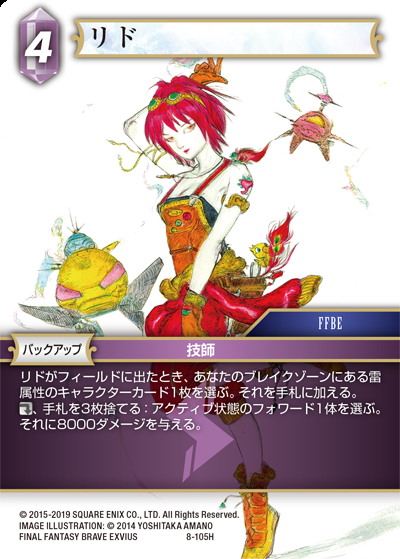 4
リド
FFBE
バックアップ
技師
リドがフィールドに出たとき、あなたのブレイクゾーンにある雷
属性のキャラクターカード1枚を選ぶ。それを手札に加える。
、手札を3枚捨てる：アクティブ状態のフォワード1体を選ぶ。
それに8000ダメージを与える。
© 2015-2019 SQUARE ENIX CO., LTD. All Rights Reserved.
IMAGE ILLUSTRATION: © 2014 YOSHITAKA AMANO
FINAL FANTASY BRAVE EXVIUS 8-105H